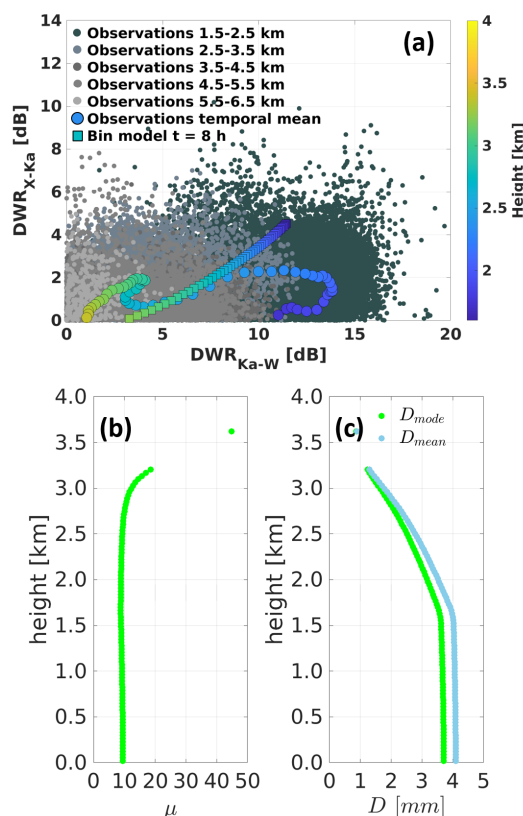 14
12
10
8
6
4
2
0
DWR_X-Ka [dB]
Observations 1.5-2.5 km
Observations 2.5-3.5 km
Observations 3.5-4.5 km
Observations 4.5-5.5 km
Observations 5.5-6.5 km
Observations temporal mean
Bin model t = 8 h
(a)
0 5 10 15 20
DWR_Ka-W [dB]
4
3.5
3
2.5
2
Height [km]
(b)
4.0
3.5
3.0
2.5
2.0
1.5
1.0
0.5
0.0
height [km]
0 10 20 30 40 50
μ
(c)
D_mode
D_mean
4.0
3.5
3.0
2.5
2.0
1.5
1.0
0.5
0.0
height [km]
0 1 2 3 4 5
D [mm]